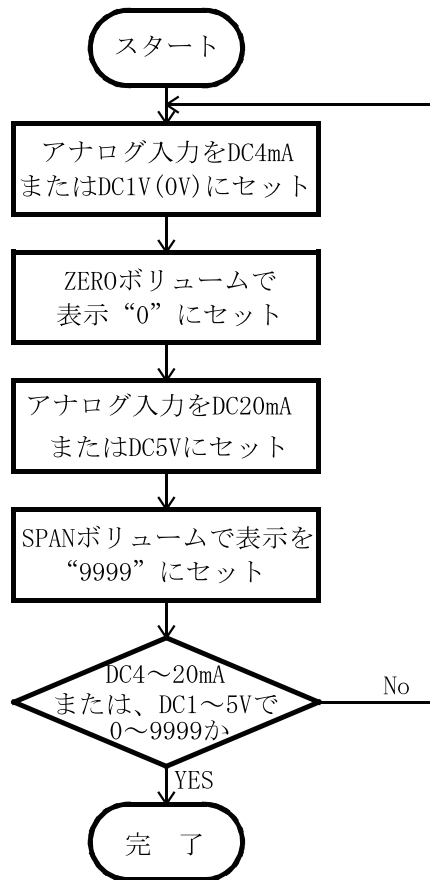 スタート
アナログ入力をDC4mA
またはDC1V(0V)にセット
ZEROボリュームで
表示“0”にセット
アナログ入力をDC20mA
またはDC5Vにセット
SPANボリュームで表示を
“9999”にセット
DC4～20mA
または、DC1～5Vで
0～9999か
No
YES
完　了